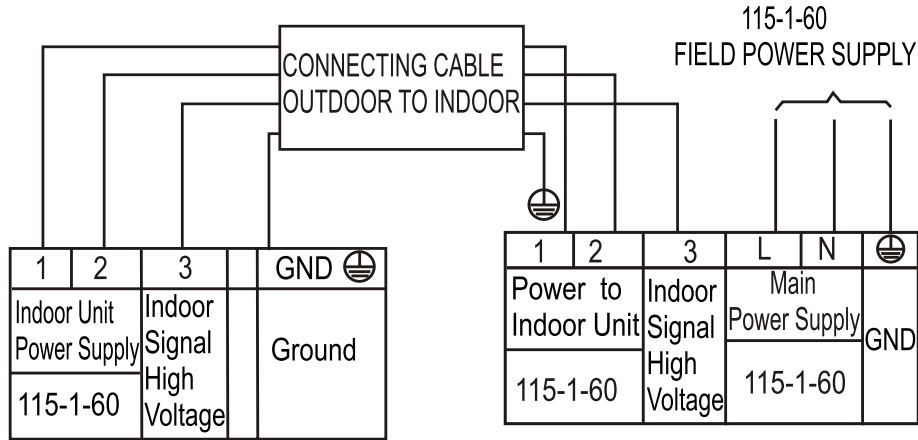 115-1-60
FIELD POWER SUPPLY
CONNECTING CABLE
OUTDOOR TO INDOOR
1 2 3 GND
Indoor Unit
Power Supply
115-1-60
Indoor
Signal
High
Voltage
Ground
1 2 3 L N
Power to
Indoor Unit
115-1-60
Indoor
Signal
High
Voltage
Main
Power Supply
115-1-60
GND